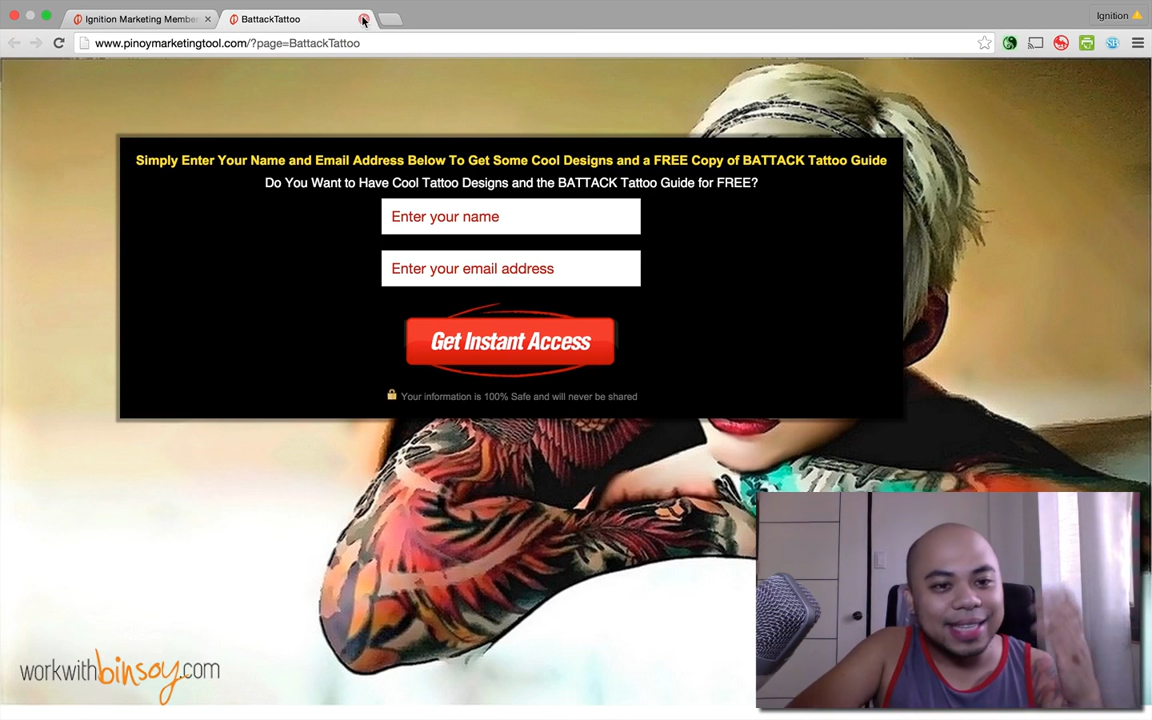 Ignition Marketing Membe
BattackTattoo
Ignition
www.pinoymarketingtool.com/?page=BattackTattoo
Simply Enter Your Name and Email Address Below To Get Some Cool Designs and a FREE Copy of BATTACK Tattoo Guide
Do You Want to Have Cool Tattoo Designs and the BATTACK Tattoo Guide for FREE?
Enter your name
Enter your email address
Get Instant Access
Your information is 100% Safe and will never be shared
workwithbinsoy.com